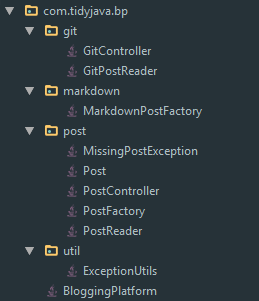 com.tidyjava.bp
git
GitController
GitPostReader
markdown
MarkdownPostFactory
post
MissingPostException
Post
PostController
PostFactory
PostReader
util
ExceptionUtils
BloggingPlatform